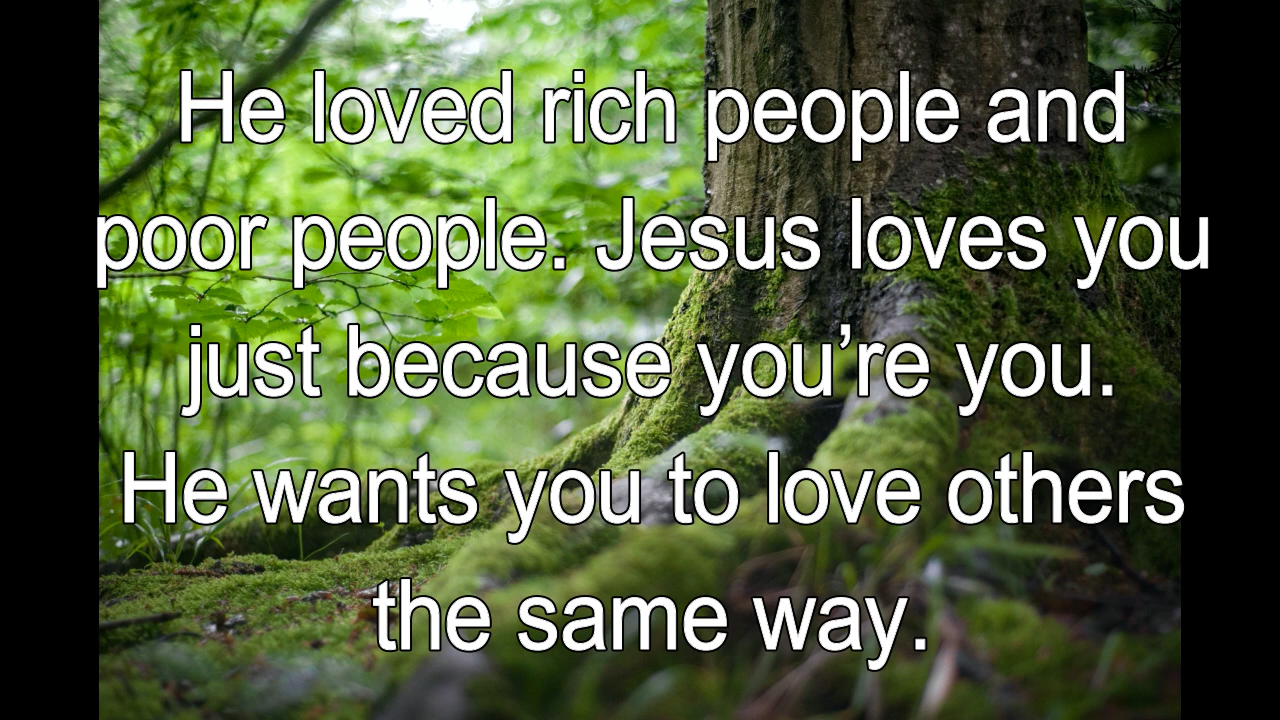 He loved rich people and
poor people. Jesus loves you
just because you’re you.
He wants you to love others
the same way.